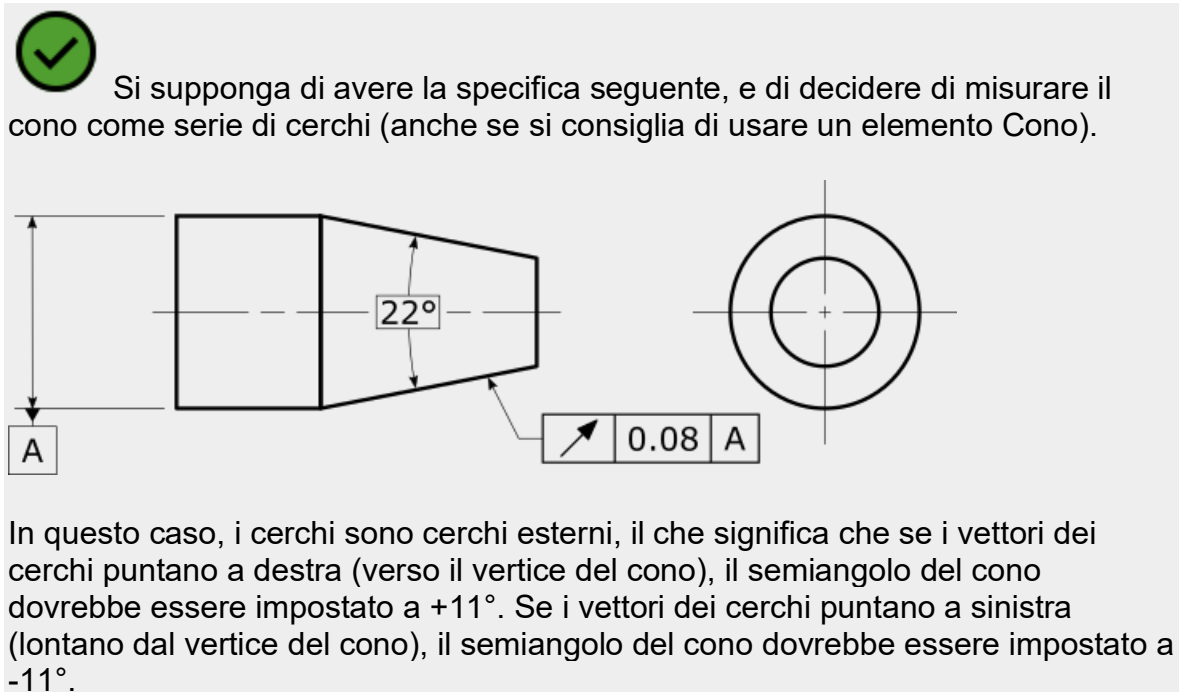 Si supponga di avere la specifica seguente, e di decidere di misurare il
cono come serie di cerchi (anche se si consiglia di usare un elemento Cono).
22°
0.08 A
A
In questo caso, i cerchi sono cerchi esterni, il che significa che se i vettori dei
cerchi puntano a destra (verso il vertice del cono), il semiangolo del cono
dovrebbe essere impostato a +11°. Se i vettori dei cerchi puntano a sinistra
(lontano dal vertice del cono), il semiangolo del cono dovrebbe essere impostato a
-11°.